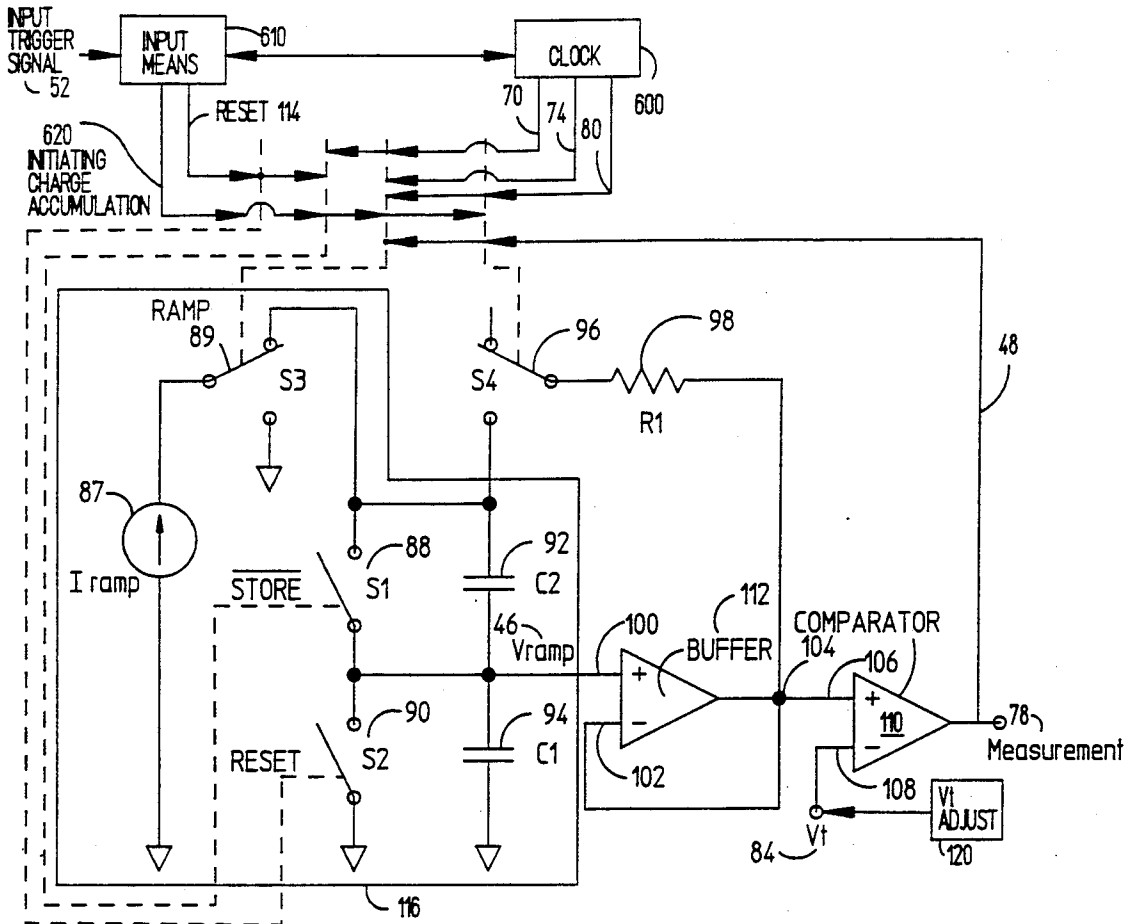 INPUT
TRIGGER
SIGNAL
52
INPUT
MEANS
610
CLOCK
600
RESET 114
70
74
80
620
INITIATING
CHARGE
ACCUMULATION
RAMP
89
S3
S4
96
98
R1
48
87
I ramp
88
STORE
S1
92
C2
46
Vramp
100
112
BUFFER
COMPARATOR
104
106
+
-
+
-
110
78
Measurement
90
RESET
S2
94
C1
102
108
Vt
84
Vt
ADJUST
120
116